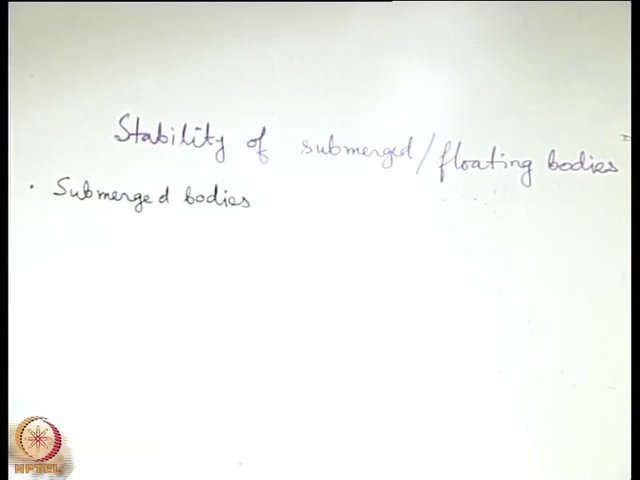 Stability of submerged/floating bodies
• Submerged bodies
NPTEL